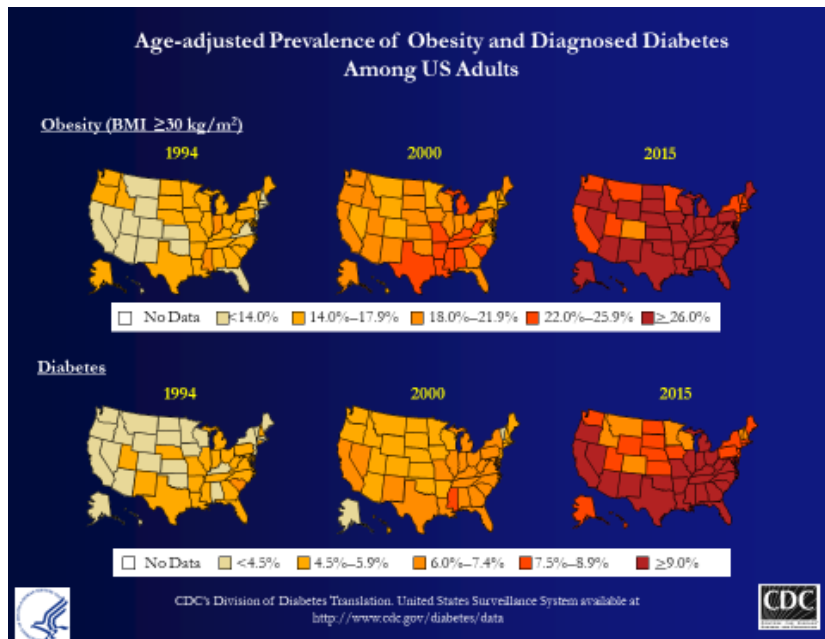 Age-adjusted Prevalence of Obesity and Diagnosed Diabetes
Among US Adults
Obesity (BMI ≥30 kg/m²)
1994 2000 2015
No Data <14.0% 14.0%–17.9% 18.0%–21.9% 22.0%–25.9% ≥ 26.0%
Diabetes
1994 2000 2015
No Data <4.5% 4.5%–5.9% 6.0%–7.4% 7.5%–8.9% ≥9.0%
CDC's Division of Diabetes Translation. United States Surveillance System available at
http://www.cdc.gov/diabetes/data
CDC